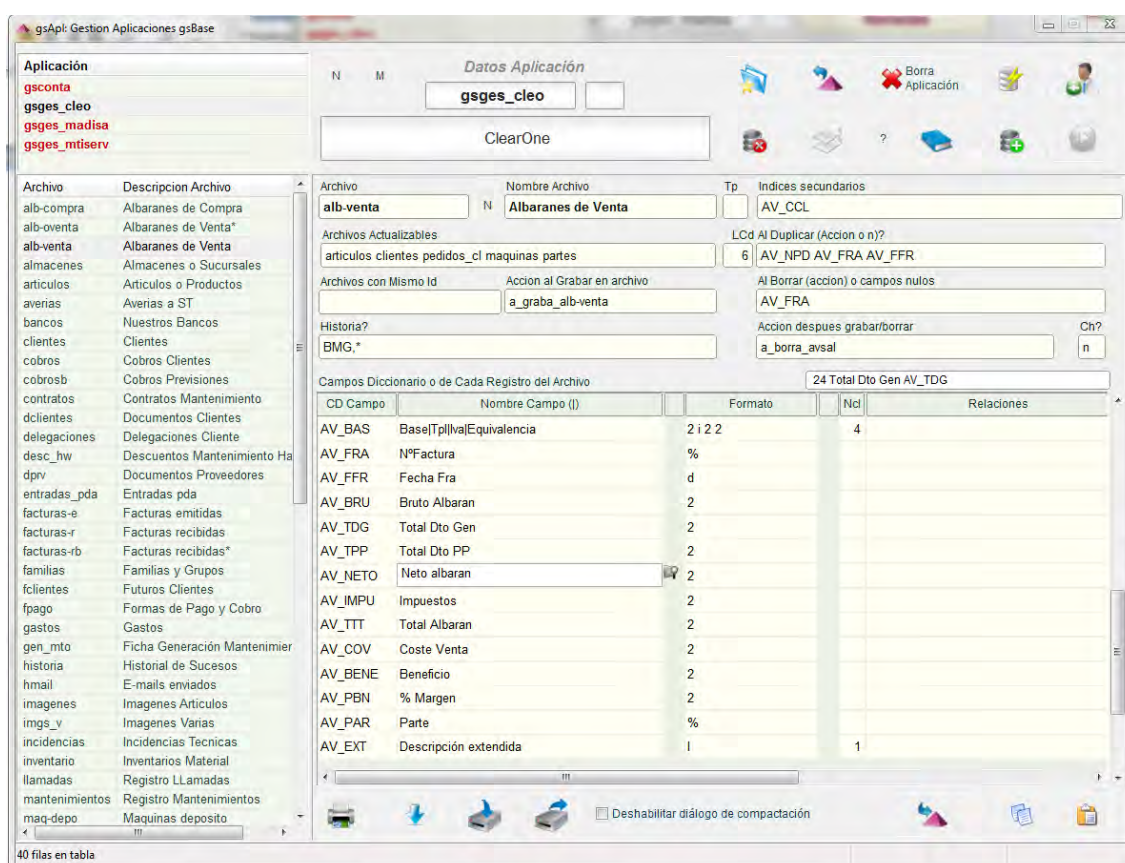 gsApl: Gestion Aplicaciones gsBase
Aplicación
gsconta
gsges_cleo
gsges_madisa
gsges_mtiserv
N M
Datos Aplicación
gsges_cleo
ClearOne
Borra Aplicación
?
Archivo Descripcion Archivo
alb-compra Albaranes de Compra
alb-oventa Albaranes de Venta*
alb-venta Albaranes de Venta
almacenes Almacenes o Sucursales
articulos Articulos o Productos
averias Averias a ST
bancos Nuestros Bancos
clientes Clientes
cobros Cobros Clientes
cobrosb Cobros Previsiones
contratos Contratos Mantenimiento
dclientes Documentos Clientes
delegaciones Delegaciones Cliente
desc_hw Descuentos Mantenimiento Ha
dprv Documentos Proveedores
entradas_pda Entradas pda
facturas-e Facturas emitidas
facturas-r Facturas recibidas
facturas-rb Facturas recibidas*
familias Familias y Grupos
fclientes Futuros Clientes
fpago Formas de Pago y Cobro
gastos Gastos
gen_mto Ficha Generación Mantenimier
historia Historial de Sucesos
hmail E-mails enviados
imagenes Imagenes Articulos
imgs_v Imagenes Varias
incidencias Incidencias Tecnicas
inventario Inventarios Material
llamadas Registro LLamadas
mantenimientos Registro Mantenimientos
maq-depo Maquinas deposito
Archivo Nombre Archivo Tp Indices secundarios
alb-venta N Albaranes de Venta AV_CCL
Archivos Actualizables LCd Al Duplicar (Accion o n)?
articulos clientes pedidos_cl maquinas partes 6 AV_NPD AV_FRA AV_FFR
Archivos con Mismo Id Accion al Grabar en archivo Al Borrar (accion) o campos nulos
a_graba_alb-venta AV_FRA
Historia? Accion despues grabar/borrar Ch?
BMG,* a_borra_avsal n
Campos Diccionario o de Cada Registro del Archivo 24 Total Dto Gen AV_TDG
CD Campo Nombre Campo (|) Formato Ncl Relaciones
AV_BAS Base|Tpl|Iva|Equivalencia 2 i 2 2 4
AV_FRA NºFactura %
AV_FFR Fecha Fra d
AV_BRU Bruto Albaran 2
AV_TDG Total Dto Gen 2
AV_TPP Total Dto PP 2
AV_NETO Neto albaran 2
AV_IMPU Impuestos 2
AV_TTT Total Albaran 2
AV_COV Coste Venta 2
AV_BENE Beneficio 2
AV_PBN % Margen 2
AV_PAR Parte %
AV_EXT Descripción extendida l 1
Deshabilitar diálogo de compactación
40 filas en tabla